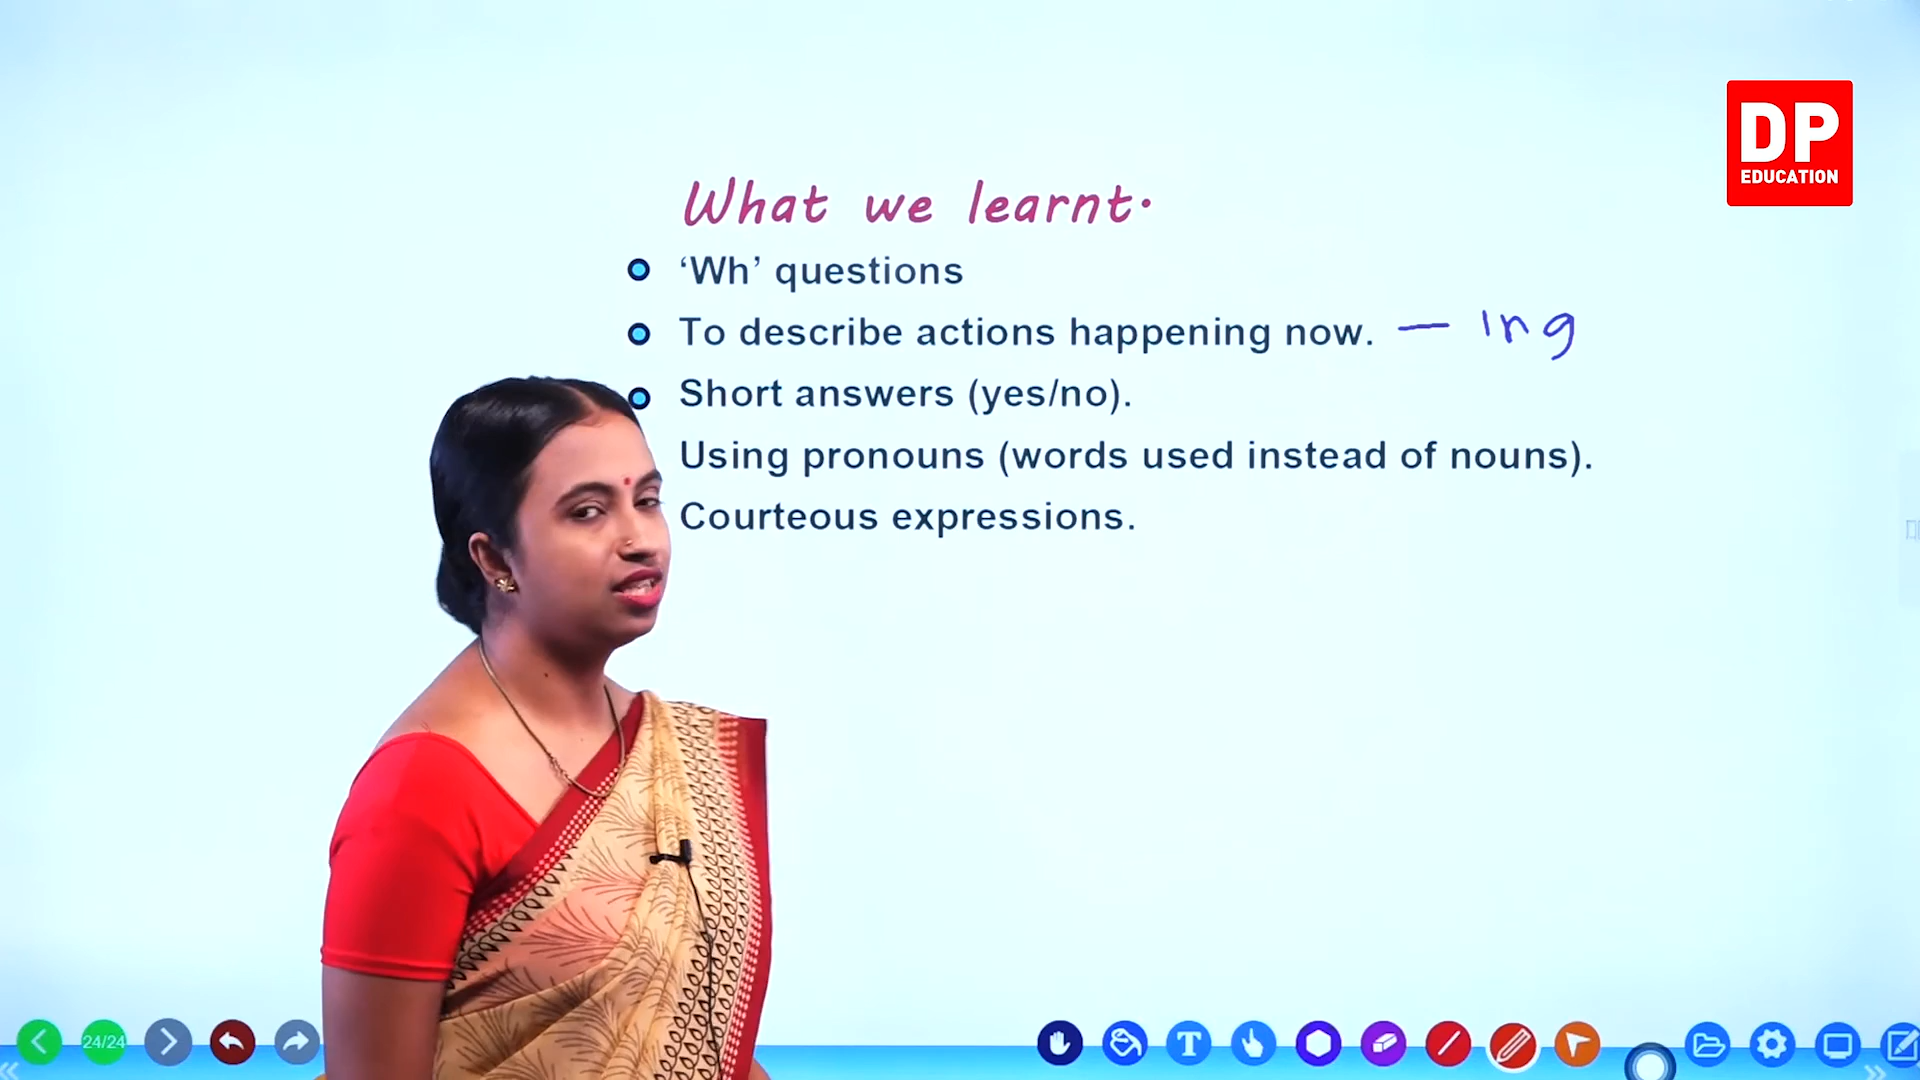 DP
EDUCATION
What we learnt.
‘Wh’ questions
To describe actions happening now. — ing
Short answers (yes/no).
Using pronouns (words used instead of nouns).
Courteous expressions.
24/24
T